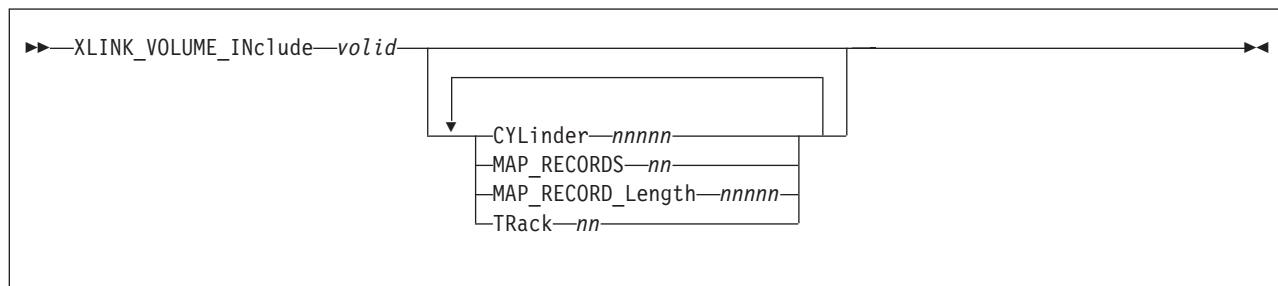 XLINK_VOLUME_INclude volid
CYLinder nnnnn
MAP_RECORDS nn
MAP_RECORD_Length nnnnn
TRack nn